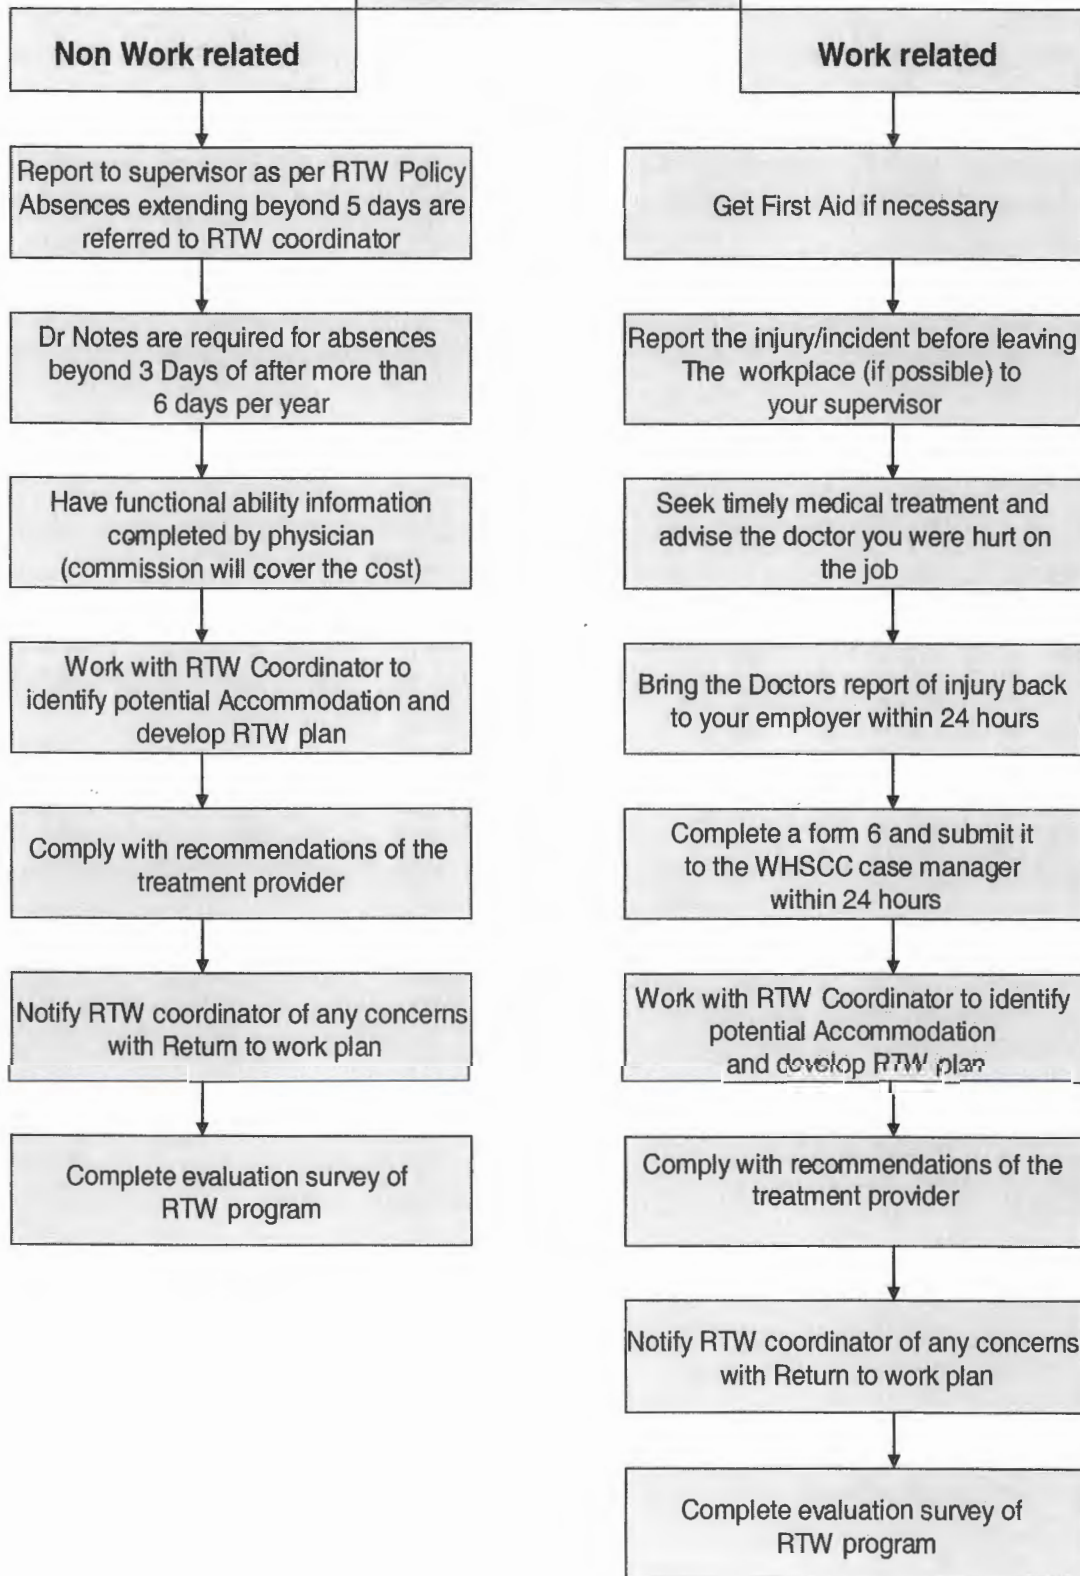 Non Work related
Report to supervisor as per RTW Policy
Absences extending beyond 5 days are
referred to RTW coordinator
Dr Notes are required for absences
beyond 3 Days of after more than
6 days per year
Have functional ability information
completed by physician
(commission will cover the cost)
Work with RTW Coordinator to
identify potential Accommodation and
develop RTW plan
Comply with recommendations of the
treatment provider
Notify RTW coordinator of any concerns
with Return to work plan
Complete evaluation survey of
RTW program
Work related
Get First Aid if necessary
Report the injury/incident before leaving
The workplace (if possible) to
your supervisor
Seek timely medical treatment and
advise the doctor you were hurt on
the job
Bring the Doctors report of injury back
to your employer within 24 hours
Complete a form 6 and submit it
to the WHSCC case manager
within 24 hours
Work with RTW Coordinator to identify
potential Accommodation
and develop RTW plan
Comply with recommendations of the
treatment provider
Notify RTW coordinator of any concerns
with Return to work plan
Complete evaluation survey of
RTW program